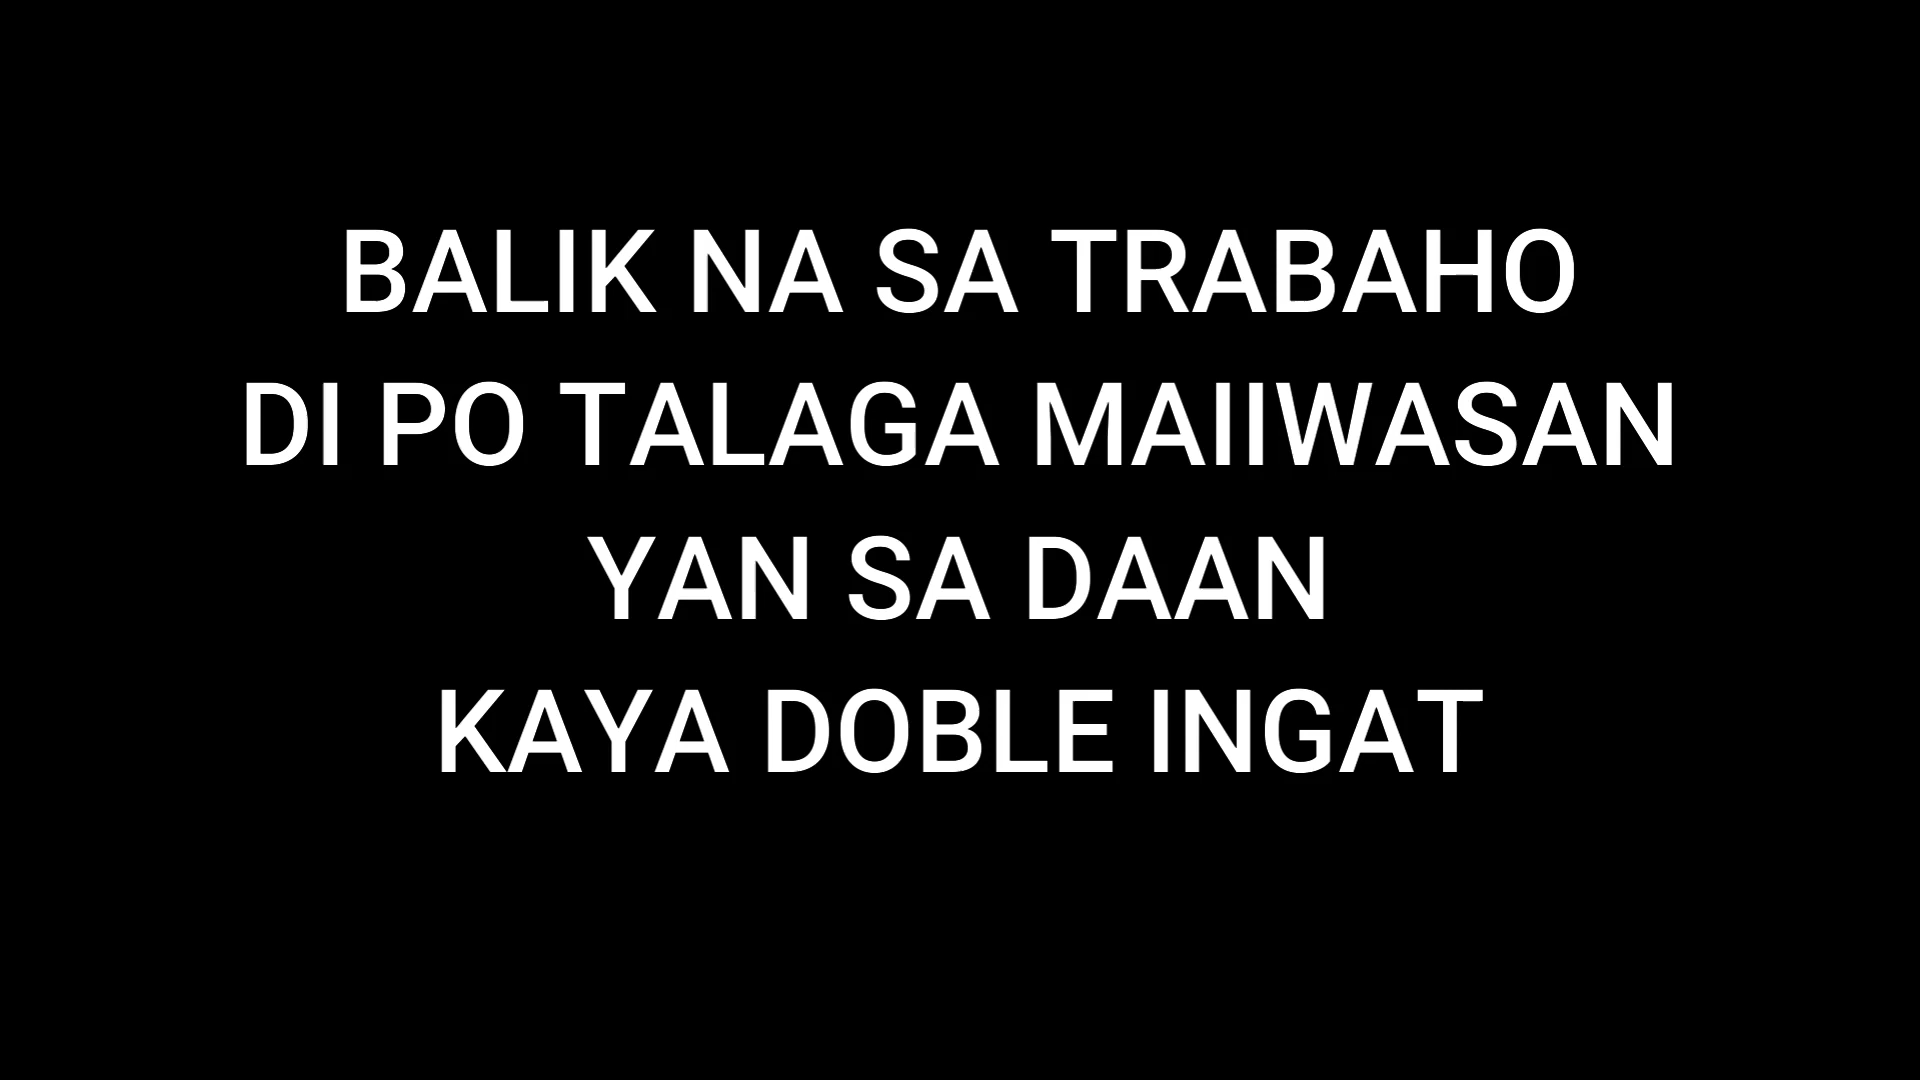 BALIK NA SA TRABAHO
DI PO TALAGA MAIIWASAN
YAN SA DAAN
KAYA DOBLE INGAT